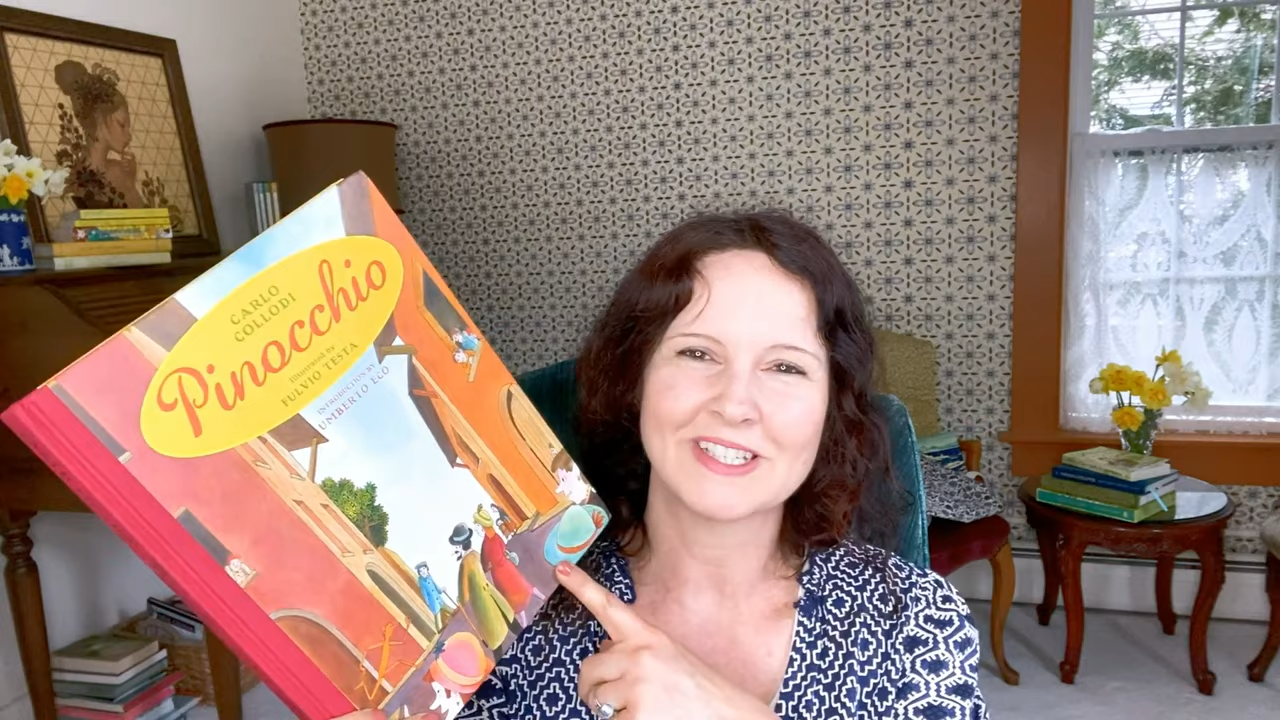 CARLO
COLLODI
Pinocchio
Illustrated by
FULVIO TESTA
INTRODUCTION BY
UMBERTO ECO